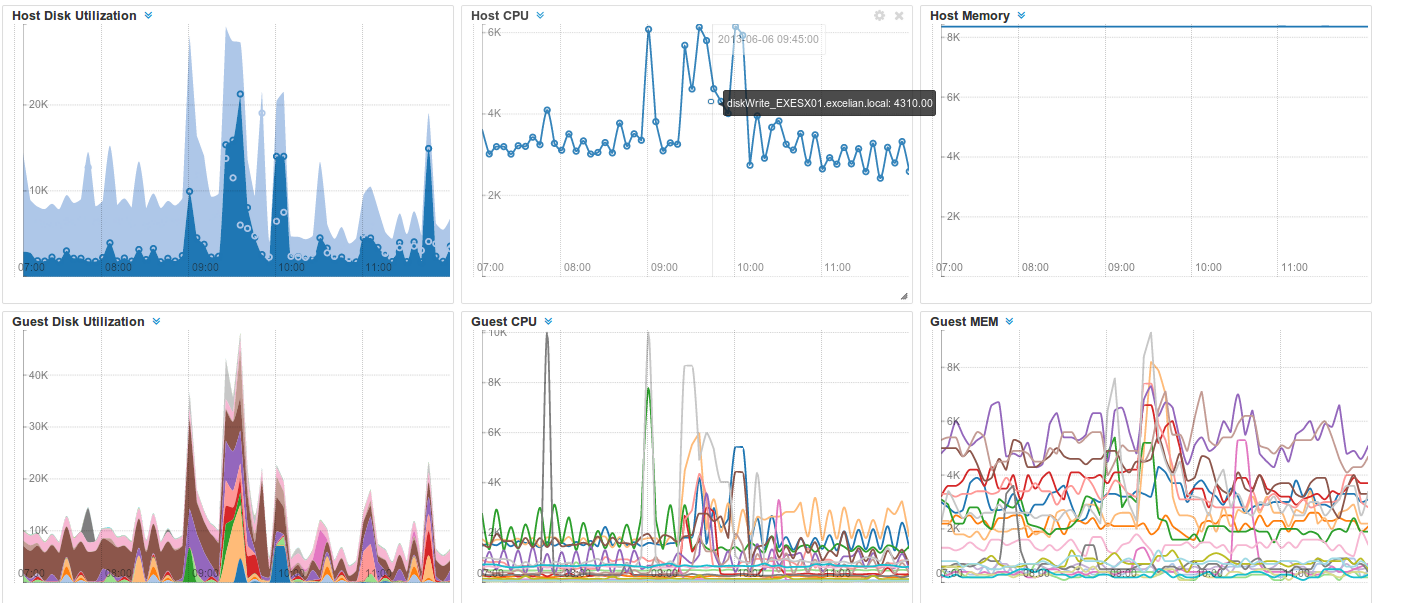 Host Disk Utilization
20K
10K
07:00 08:00 09:00 10:00 11:00
Host CPU
6K
4K
2K
2013-06-06 09:45:00
diskWrite_EXESX01.excelian.local: 4310.00
07:00 08:00 09:00 10:00 11:00
Host Memory
8K
6K
4K
2K
07:00 08:00 09:00 10:00 11:00
Guest Disk Utilization
40K
30K
20K
10K
07:00 08:00 09:00 10:00 11:00
Guest CPU
10K
8K
6K
4K
2K
07:00 08:00 09:00 10:00 11:00
Guest MEM
8K
6K
4K
2K
07:00 08:00 09:00 10:00 11:00